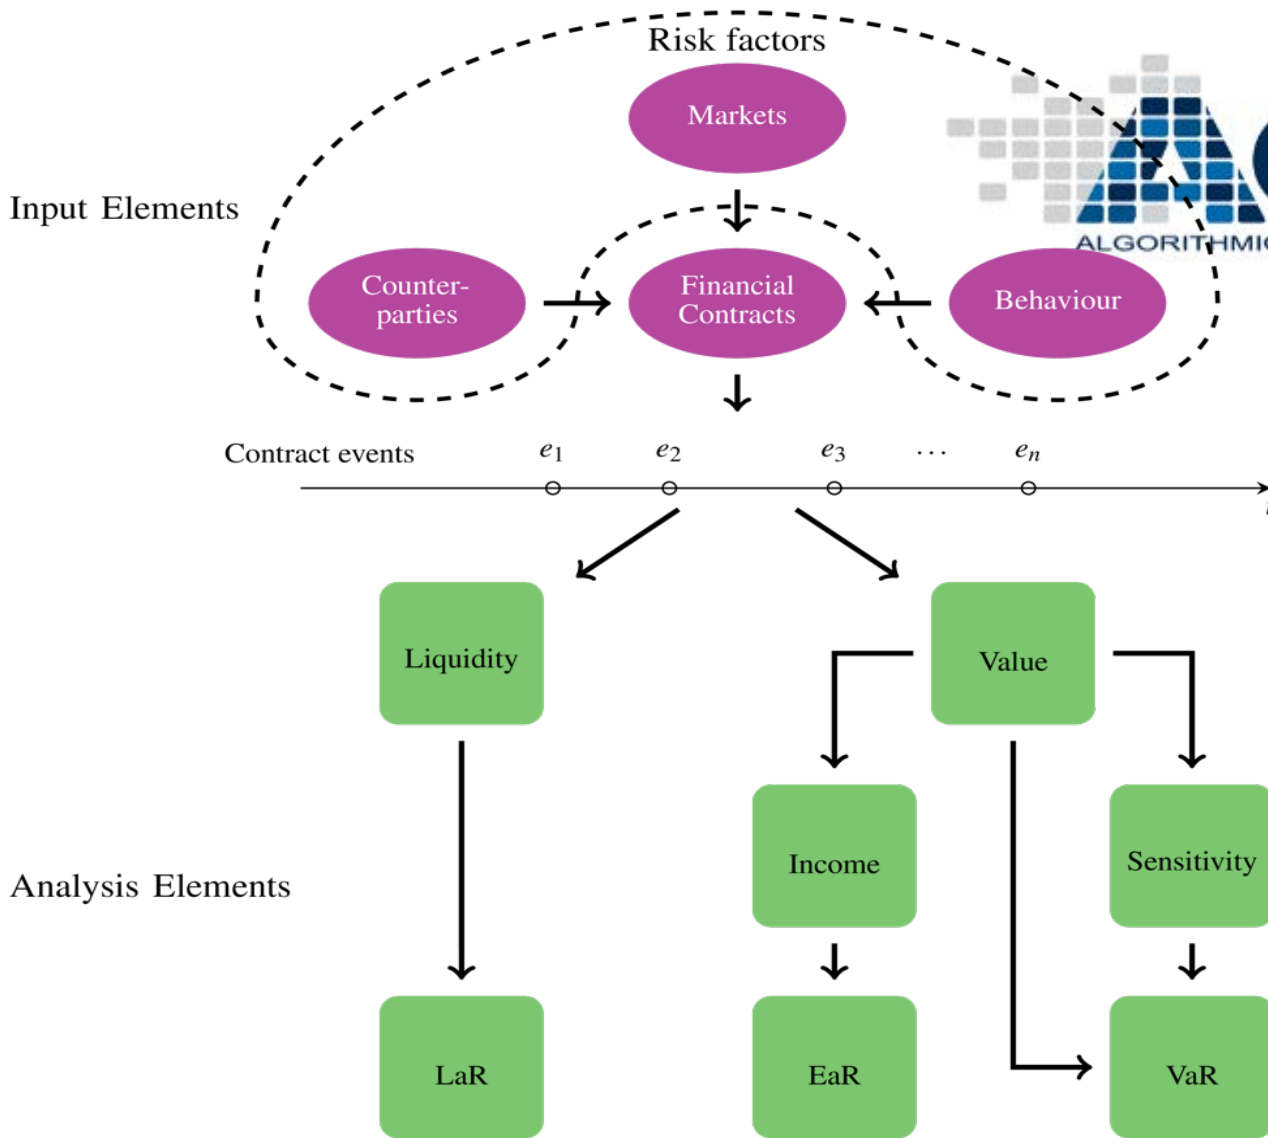 Risk factors
Markets
Input Elements
ALGORITHMIC
Counter-
parties
Financial
Contracts
Behaviour
Contract events
e1
e2
e3
...
en
Liquidity
Value
Income
Sensitivity
Analysis Elements
LaR
EaR
VaR